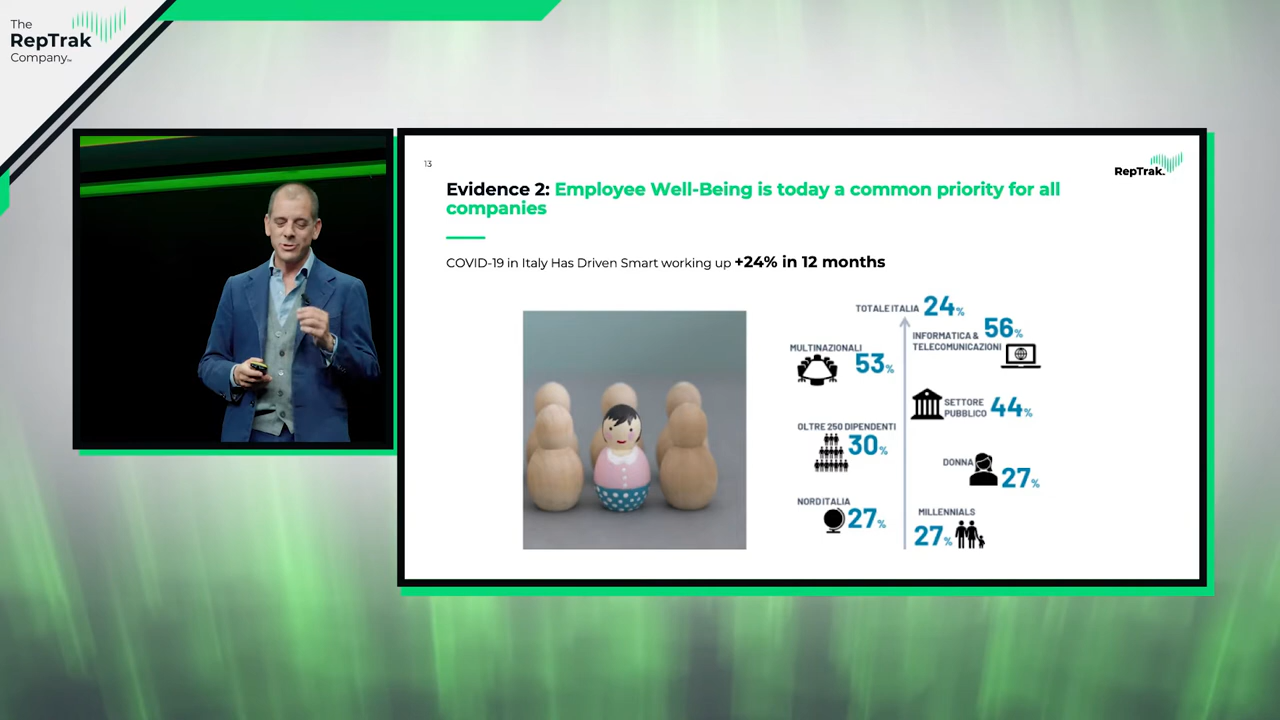 The
RepTrak
Company™
13
RepTrak.
Evidence 2: Employee Well-Being is today a common priority for all
companies
COVID-19 in Italy Has Driven Smart working up +24% in 12 months
TOTALE ITALIA 24%
INFORMATICA & 56%
TELECOMUNICAZIONI
MULTINAZIONALI
53%
SETTORE
PUBBLICO 44%
OLTRE 250 DIPENDENTI
30%
DONNA
27%
NORD ITALIA
27%
MILLENNIALS
27%